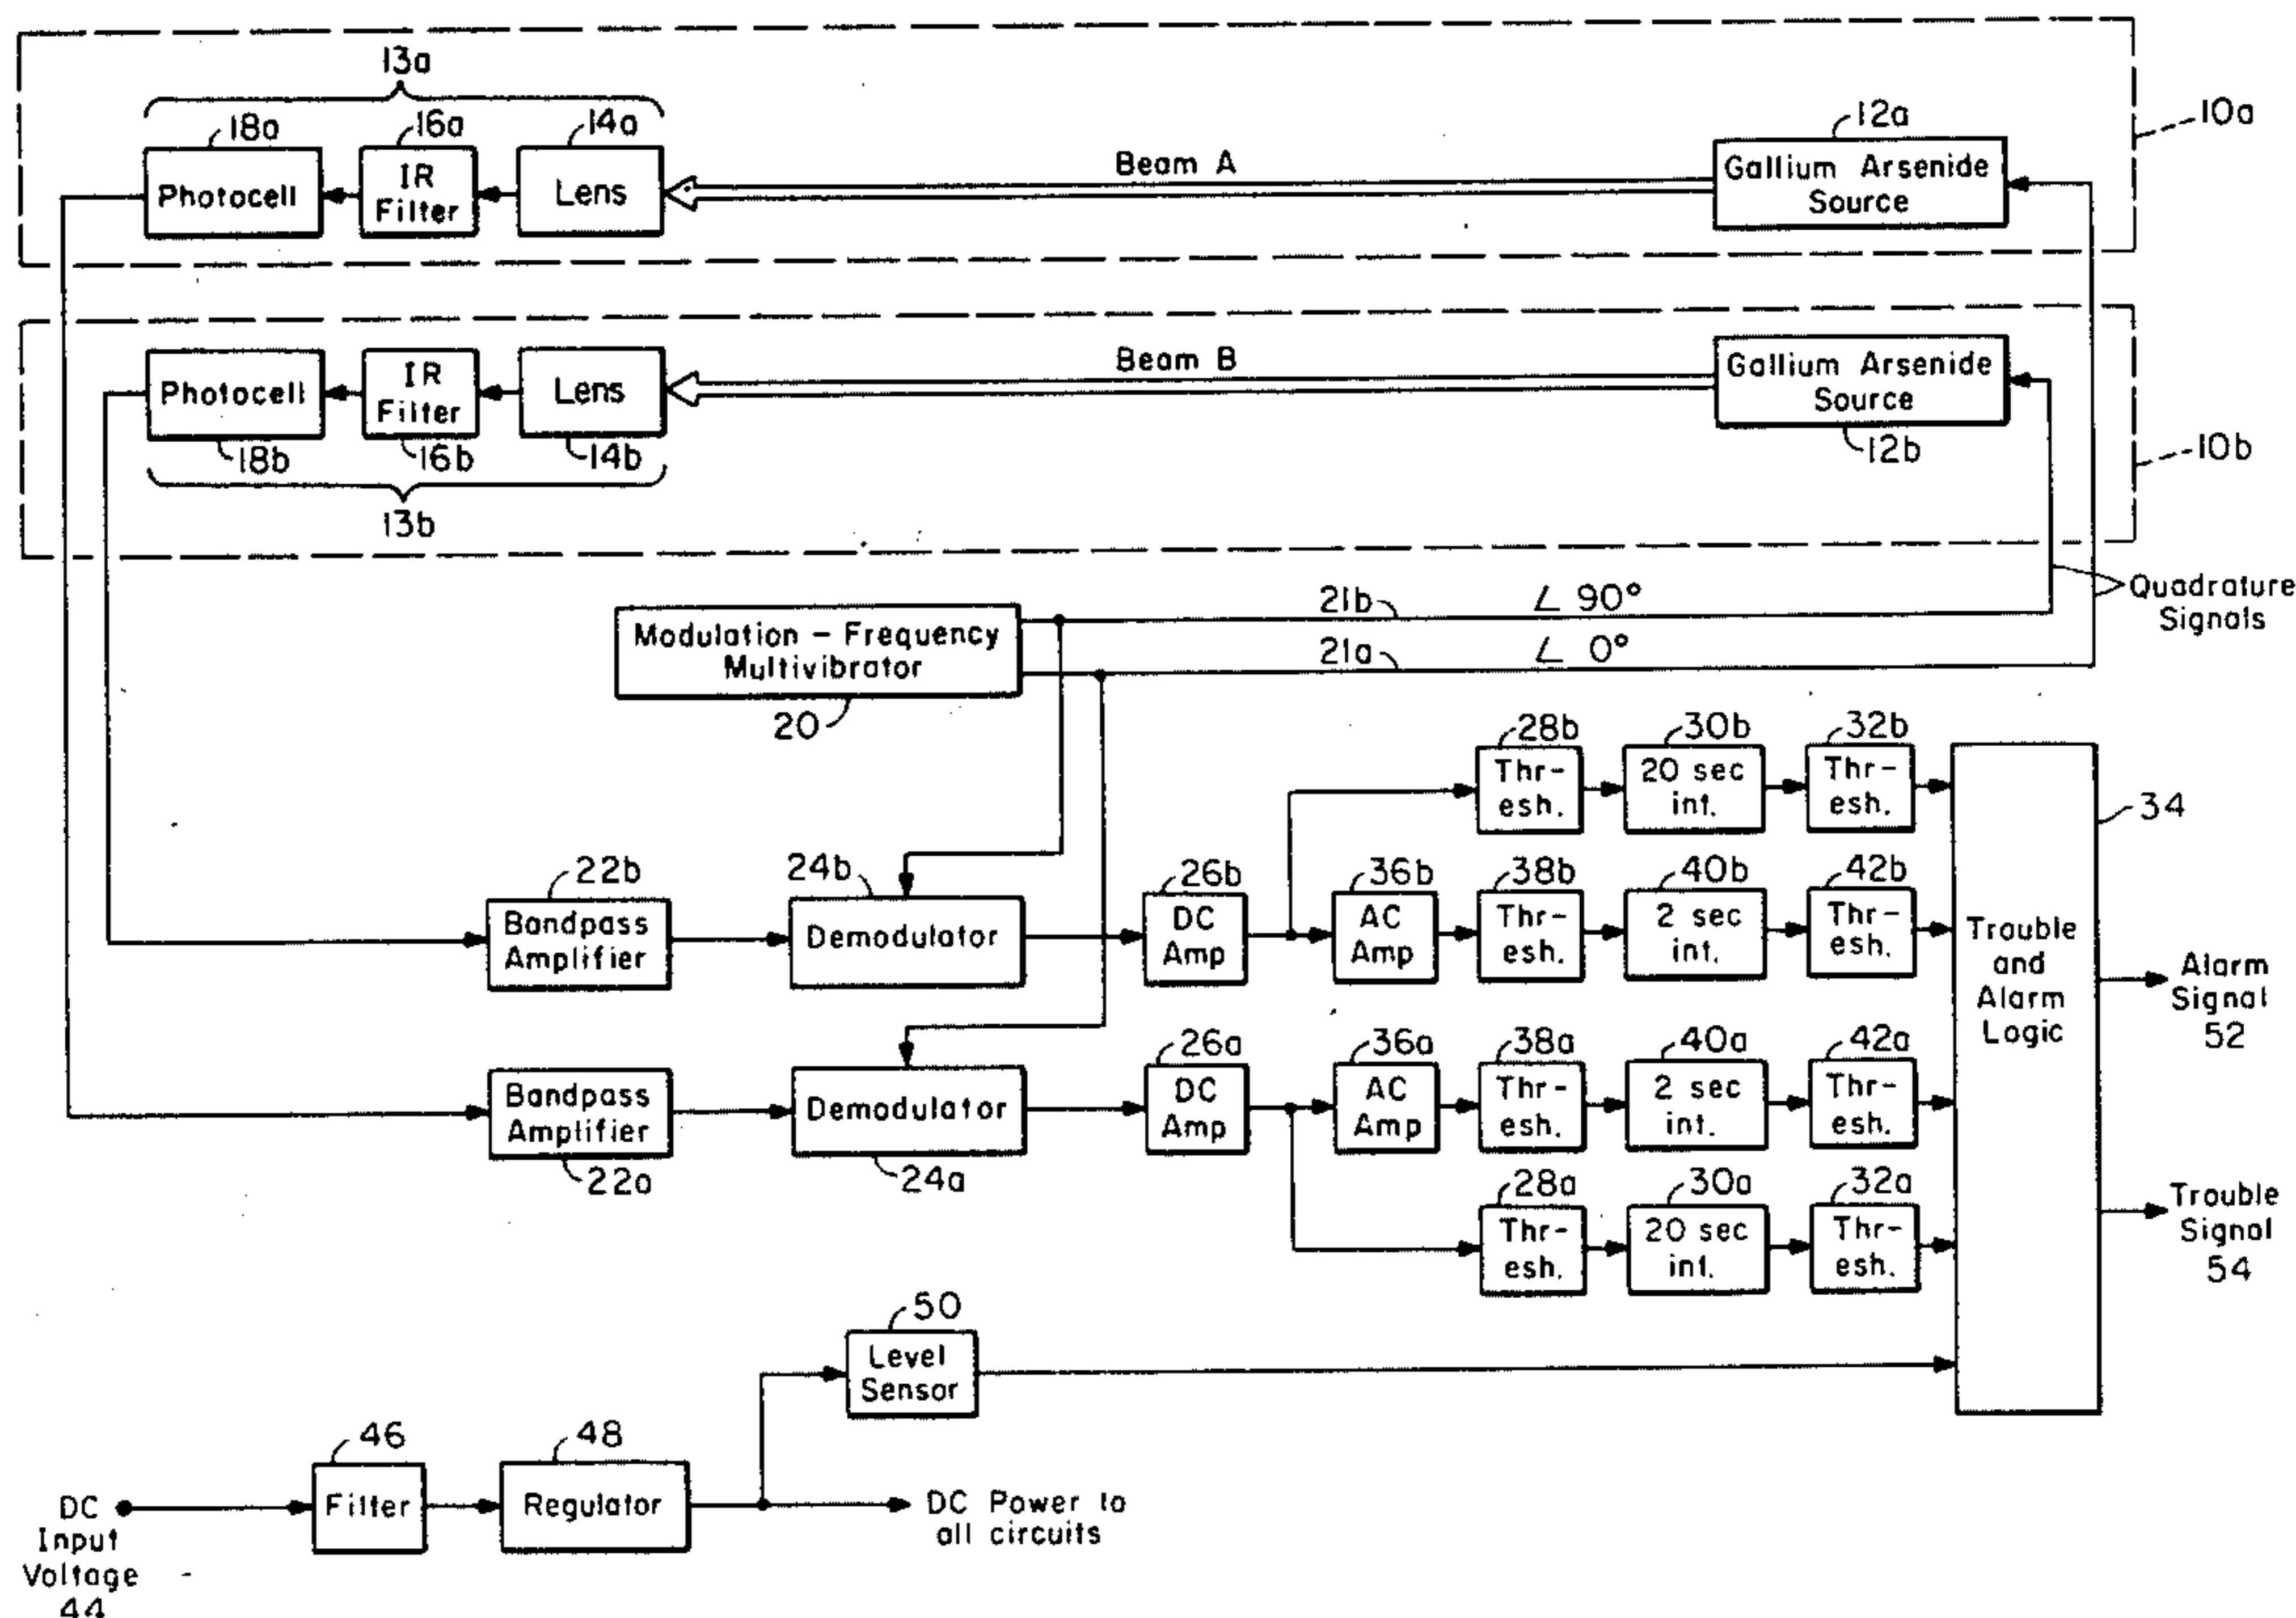 13a
18a
16a
14a
12a
10a
Photocell
IR
Filter
Lens
Beam A
Gallium Arsenide
Source
Photocell
IR
Filter
Lens
Beam B
Gallium Arsenide
Source
18b
16b
14b
12b
10b
13b
21b
∠ 90°
Quadrature
Signals
Modulation - Frequency
Multivibrator
20
21a
∠ 0°
28b
30b
32b
Thr-
esh.
20 sec
int.
Thr-
esh.
34
22b
24b
26b
36b
38b
40b
42b
Bandpass
Amplifier
Demodulator
DC
Amp
AC
Amp
Thr-
esh.
2 sec
int.
Thr-
esh.
Trouble
and
Alarm
Logic
Alarm
Signal
52
26a
36a
38a
40a
42a
Bandpass
Amplifier
Demodulator
DC
Amp
AC
Amp
Thr-
esh.
2 sec
int.
Thr-
esh.
22a
24a
28a
30a
32a
Thr-
esh.
20 sec
int.
Thr-
esh.
Trouble
Signal
54
50
Level
Sensor
46
48
DC
Input
Voltage
44
Filter
Regulator
DC Power to
all circuits